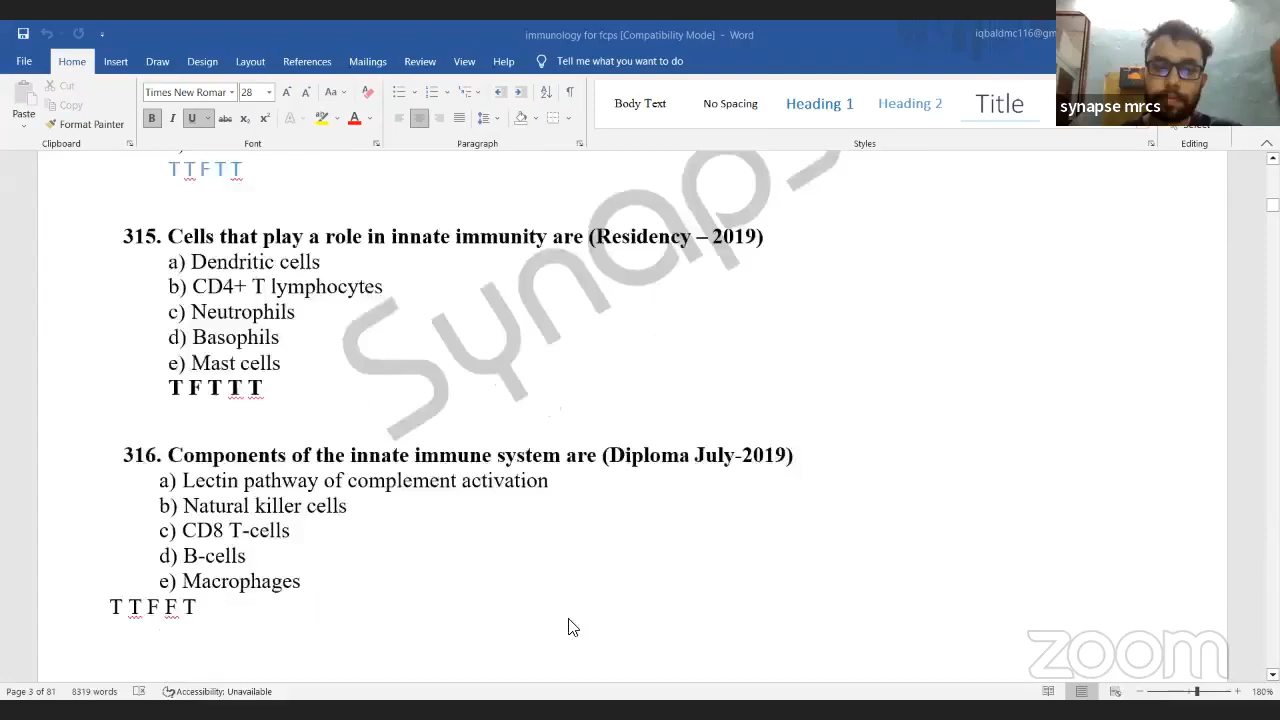 immunology for fcps [Compatibility Mode] - Word
iqbaldmc116@gm
File Home Insert Draw Design Layout References Mailings Review View Help Tell me what you want to do
synapse mrcs
Paste
Cut
Copy
Format Painter
Clipboard
Times New Roman 28
Font
Paragraph
Body Text
No Spacing
Heading 1
Heading 2
Title
Styles
Editing
T T F T T
Synaps
315. Cells that play a role in innate immunity are (Residency – 2019)
a) Dendritic cells
b) CD4+ T lymphocytes
c) Neutrophils
d) Basophils
e) Mast cells
T F T T T
316. Components of the innate immune system are (Diploma July-2019)
a) Lectin pathway of complement activation
b) Natural killer cells
c) CD8 T-cells
d) B-cells
e) Macrophages
T T F F T
zoom
Page 3 of 81 8319 words Accessibility: Unavailable 180%